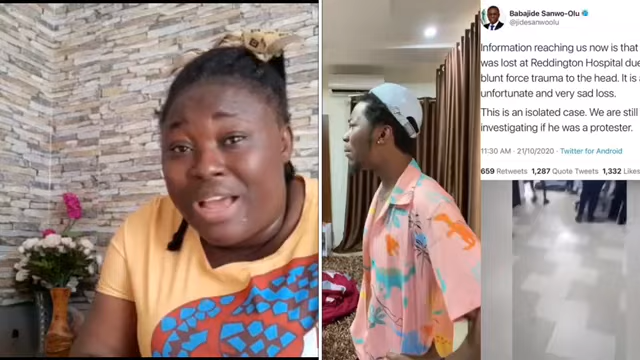 Babajide Sanwo-Olu
@jidesanwoolu
Information reaching us now is that
was lost at Reddington Hospital due
blunt force trauma to the head. It is
unfortunate and very sad loss.
This is an isolated case. We are still
investigating if he was a protester.
11:30 AM · 21/10/2020 · Twitter for Android
659 Retweets 1,287 Quote Tweets 1,332 Likes